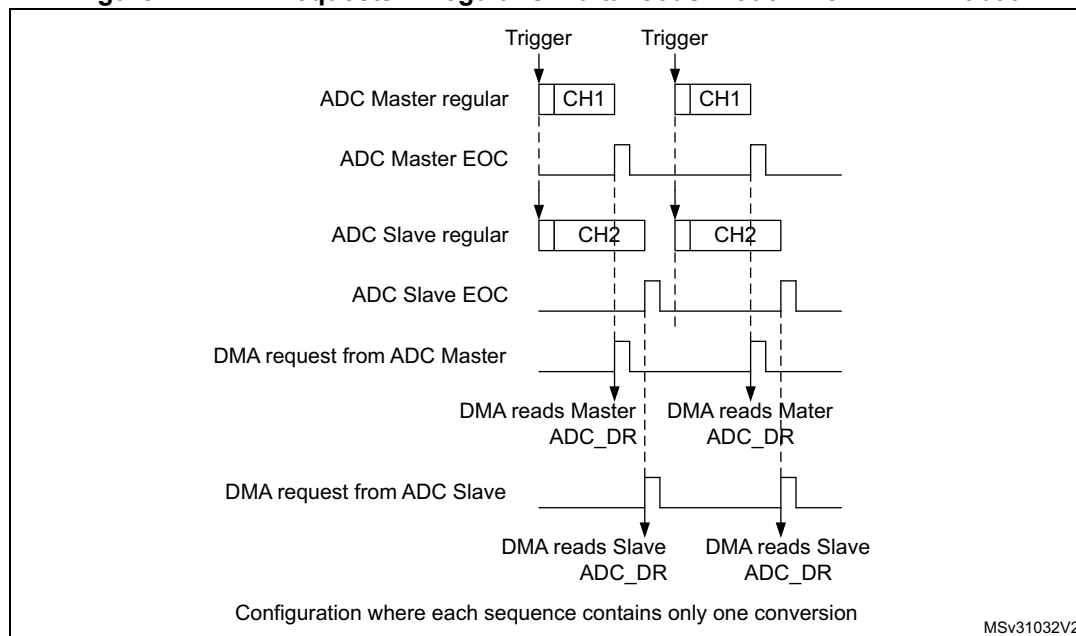 Trigger Trigger
ADC Master regular CH1 CH1
ADC Master EOC
ADC Slave regular CH2 CH2
ADC Slave EOC
DMA request from ADC Master
DMA reads Master DMA reads Mater
ADC_DR ADC_DR
DMA request from ADC Slave
DMA reads Slave DMA reads Slave
ADC_DR ADC_DR
Configuration where each sequence contains only one conversion
MSv31032V2